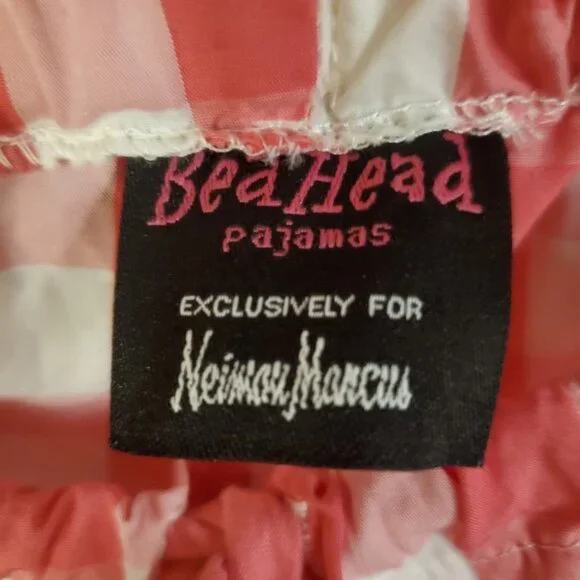 BedHead
pajamas
EXCLUSIVELY FOR
Neiman Marcus